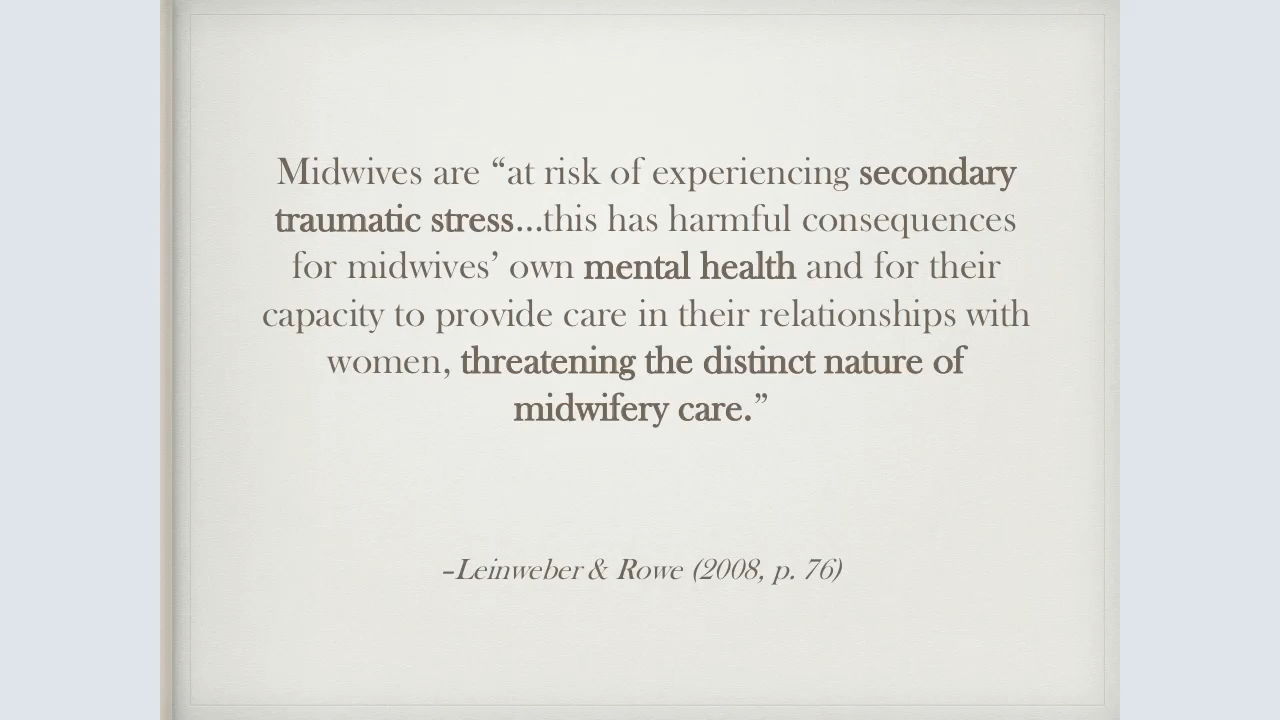 Midwives are “at risk of experiencing secondary
traumatic stress...this has harmful consequences
for midwives’ own mental health and for their
capacity to provide care in their relationships with
women, threatening the distinct nature of
midwifery care.”
–Leinweber & Rowe (2008, p. 76)